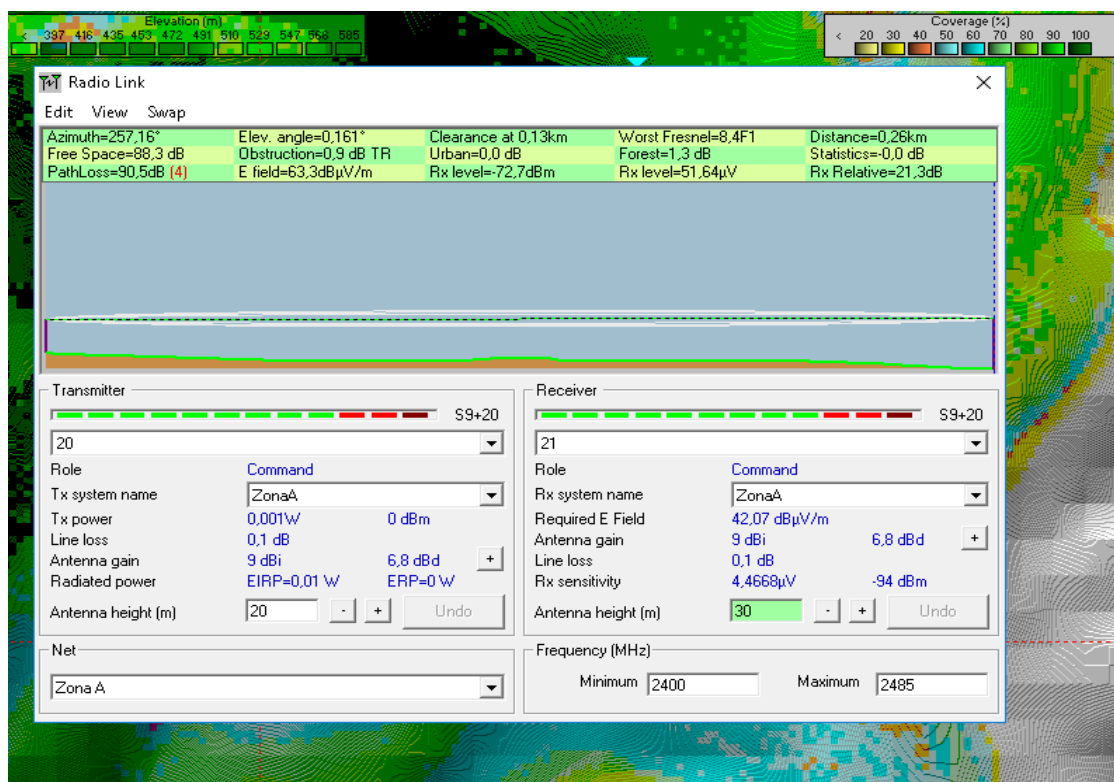 Elevation (m)
< 397 416 435 453 472 491 510 529 547 566 585
Coverage (%)
< 20 30 40 50 60 70 80 90 100
Radio Link
Edit View Swap
Azimuth=257,16° Elev. angle=0,161° Clearance at 0,13km Worst Fresnel=8,4F1 Distance=0,26km
Free Space=88,3 dB Obstruction=0,9 dB TR Urban=0,0 dB Forest=1,3 dB Statistics=-0,0 dB
PathLoss=90,5dB (4) E field=63,3dBµV/m Rx level=-72,7dBm Rx level=51,64µV Rx Relative=21,3dB
Transmitter
S9+20
20
Role Command
Tx system name ZonaA
Tx power 0,001W 0 dBm
Line loss 0,1 dB
Antenna gain 9 dBi 6,8 dBd +
Radiated power EIRP=0,01 W ERP=0 W
Antenna height (m) 20 - + Undo
Receiver
S9+20
21
Role Command
Rx system name ZonaA
Required E Field 42,07 dBµV/m
Antenna gain 9 dBi 6,8 dBd +
Line loss 0,1 dB
Rx sensitivity 4,4668µV -94 dBm
Antenna height (m) 30 - + Undo
Net
Zona A
Frequency (MHz)
Minimum 2400 Maximum 2485